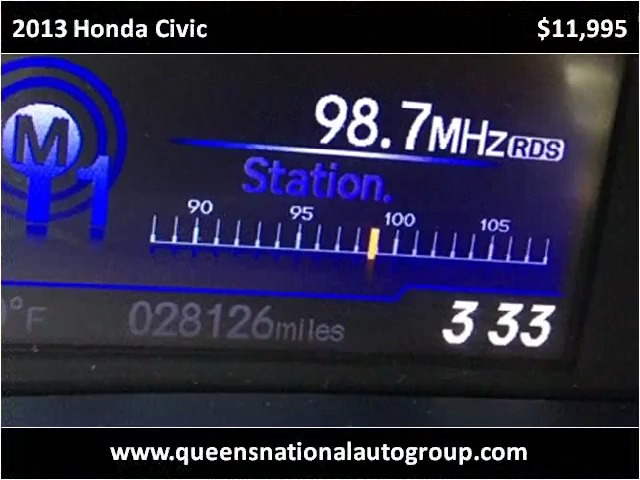 2013 Honda Civic $11,995
98.7MHz RDS
M1
Station.
90 95 100 105
°F 028126miles 3 33
www.queensnationalautogroup.com